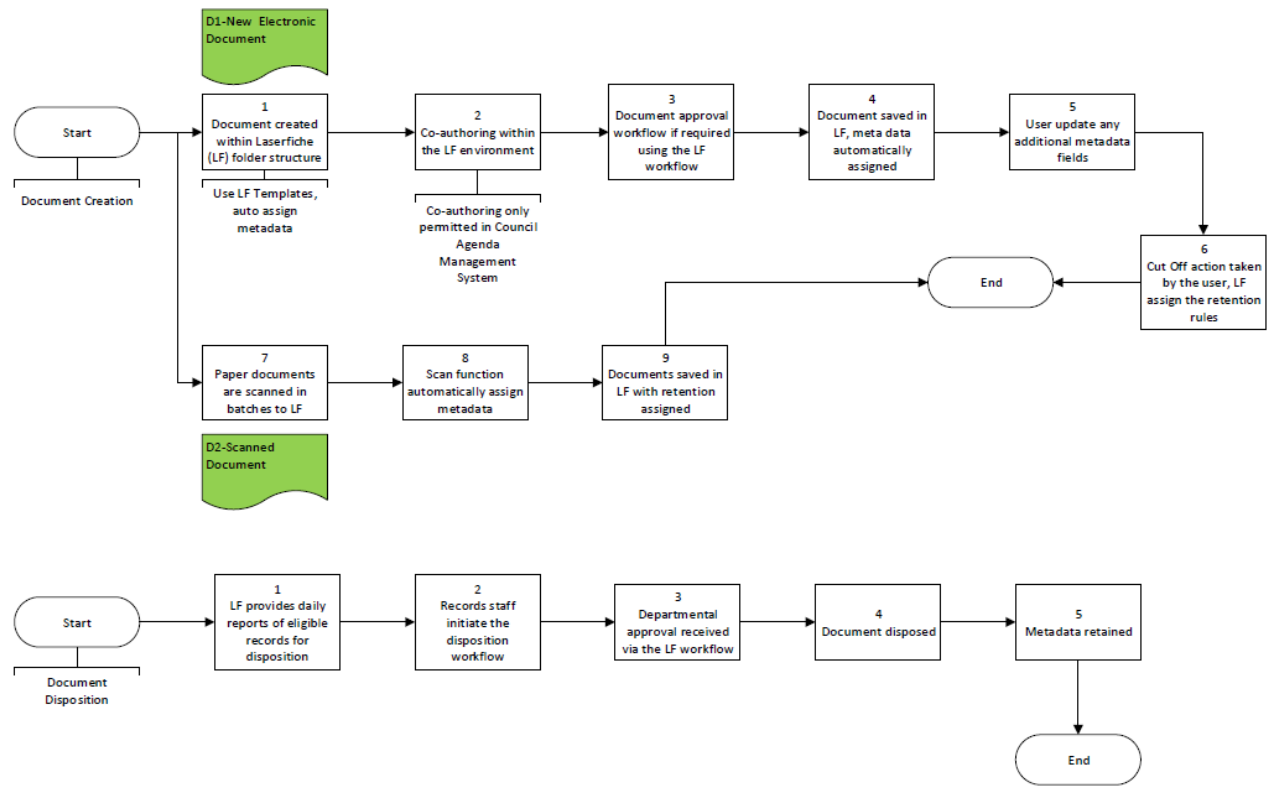 D1-New Electronic
Document
Start
Document Creation
1
Document created
within Laserfiche
(LF) folder structure
Use LF Templates,
auto assign
metadata
2
Co-authoring within
the LF environment
Co-authoring only
permitted in Council
Agenda
Management
System
3
Document approval
workflow if required
using the LF
workflow
4
Document saved
in LF, meta data
automatically
assigned
5
User update any
additional metadata
fields
6
Cut Off action taken
by the user, LF
assign the retention
rules
End
7
Paper documents
are scanned in
batches to LF
8
Scan function
automatically assign
metadata
9
Documents saved in
LF with retention
assigned
D2-Scanned
Document
Start
Document
Disposition
1
LF provides daily
reports of eligible
records for
disposition
2
Records staff
initiate the
disposition
workflow
3
Departmental
approval received
via the LF workflow
4
Document disposed
5
Metadata retained
End